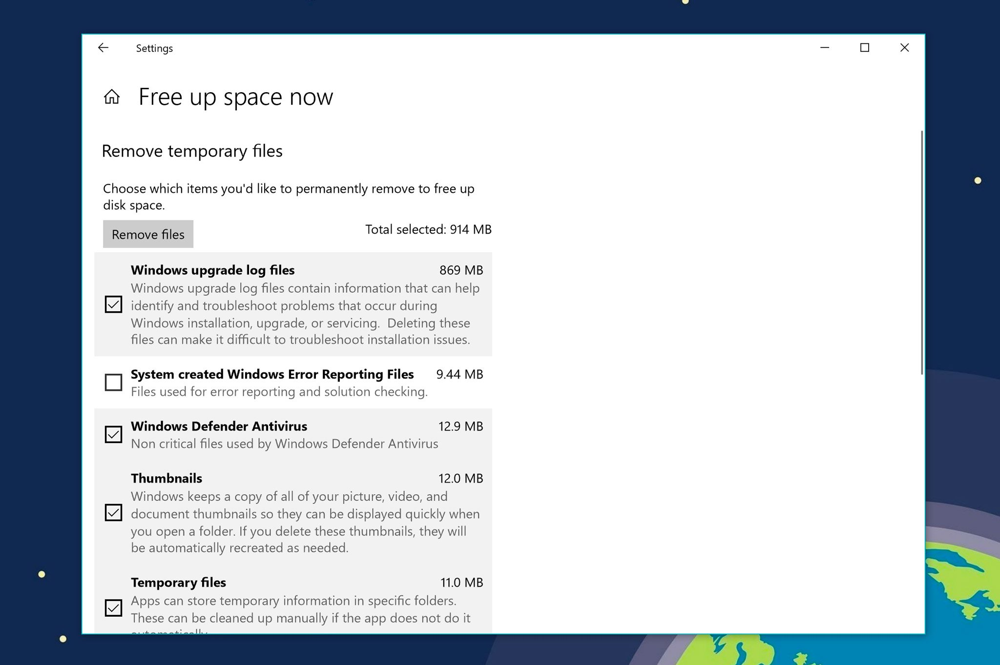 Settings
Free up space now
Remove temporary files
Choose which items you'd like to permanently remove to free up
disk space.
Remove files
Total selected: 914 MB
Windows upgrade log files 869 MB
Windows upgrade log files contain information that can help
identify and troubleshoot problems that occur during
Windows installation, upgrade, or servicing.  Deleting these
files can make it difficult to troubleshoot installation issues.
System created Windows Error Reporting Files 9.44 MB
Files used for error reporting and solution checking.
Windows Defender Antivirus 12.9 MB
Non critical files used by Windows Defender Antivirus
Thumbnails 12.0 MB
Windows keeps a copy of all of your picture, video, and
document thumbnails so they can be displayed quickly when
you open a folder. If you delete these thumbnails, they will
be automatically recreated as needed.
Temporary files 11.0 MB
Apps can store temporary information in specific folders.
These can be cleaned up manually if the app does not do it
automatically.